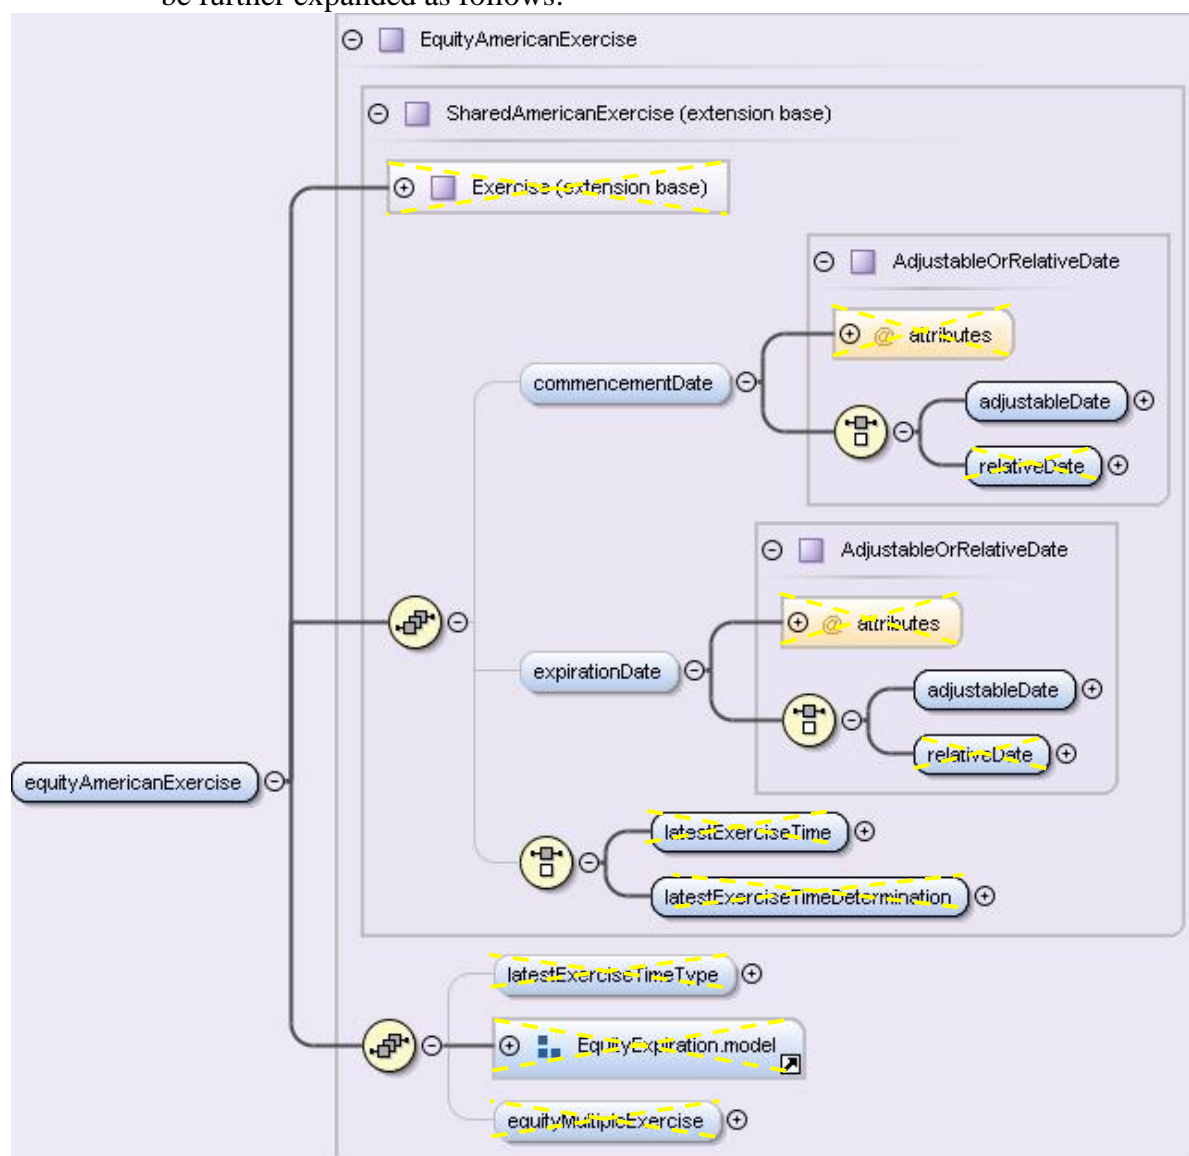 be further expanded as follows:
EquityAmericanExercise
SharedAmericanExercise (extension base)
Exercise (extension base)
AdjustableOrRelativeDate
@ attributes
commencementDate
adjustableDate
relativeDate
AdjustableOrRelativeDate
@ attributes
expirationDate
adjustableDate
relativeDate
equityAmericanExercise
latestExerciseTime
latestExerciseTimeDetermination
latestExerciseTimeType
EquityExpiration.model
equityMultipleExercise